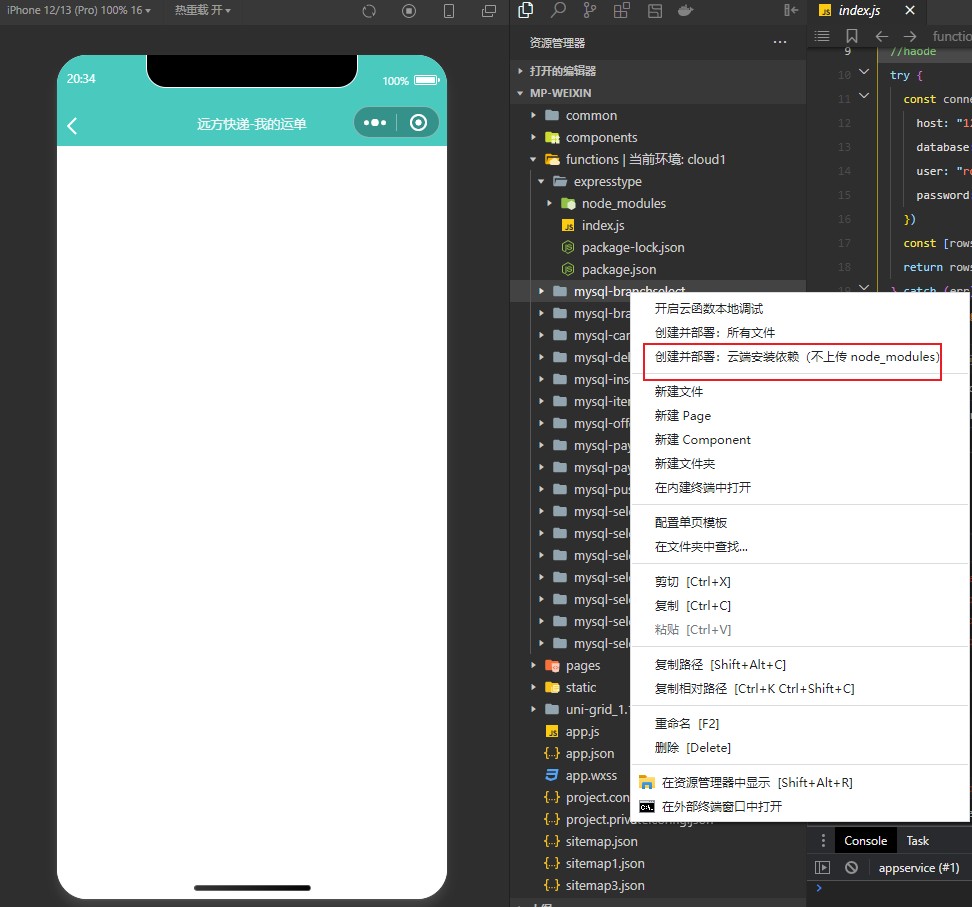 iPhone 12/13 (Pro) 100% 16
热重载 开
20:34
100%
远方快递-我的运单
资源管理器
打开的编辑器
MP-WEIXIN
common
components
functions | 当前环境: cloud1
expresstype
node_modules
index.js
package-lock.json
package.json
mysql-branchselect
mysql-bra
mysql-car
mysql-del
mysql-ins
mysql-iter
mysql-offe
mysql-pay
mysql-pay
mysql-pus
mysql-sele
mysql-sele
mysql-sele
mysql-sele
mysql-sele
mysql-sele
mysql-sele
pages
static
uni-grid_1.
app.js
app.json
app.wxss
project.con
project.private.config.json
sitemap.json
sitemap1.json
sitemap3.json
开启云函数本地调试
创建并部署：所有文件
创建并部署：云端安装依赖（不上传 node_modules）
新建文件
新建 Page
新建 Component
新建文件夹
在内建终端中打开
配置单页模板
在文件夹中查找...
剪切 [Ctrl+X]
复制 [Ctrl+C]
粘贴 [Ctrl+V]
复制路径 [Shift+Alt+C]
复制相对路径 [Ctrl+K Ctrl+Shift+C]
重命名 [F2]
删除 [Delete]
在资源管理器中显示 [Shift+Alt+R]
在外部终端窗口中打开
index.js
functio
9 //haode
10 try {
11 const conne
12 host: "12
13 database
14 user: "ro
15 password
16 })
17 const [rows
18 return rows
19 } catch (err
Console
Task
appservice (#1)